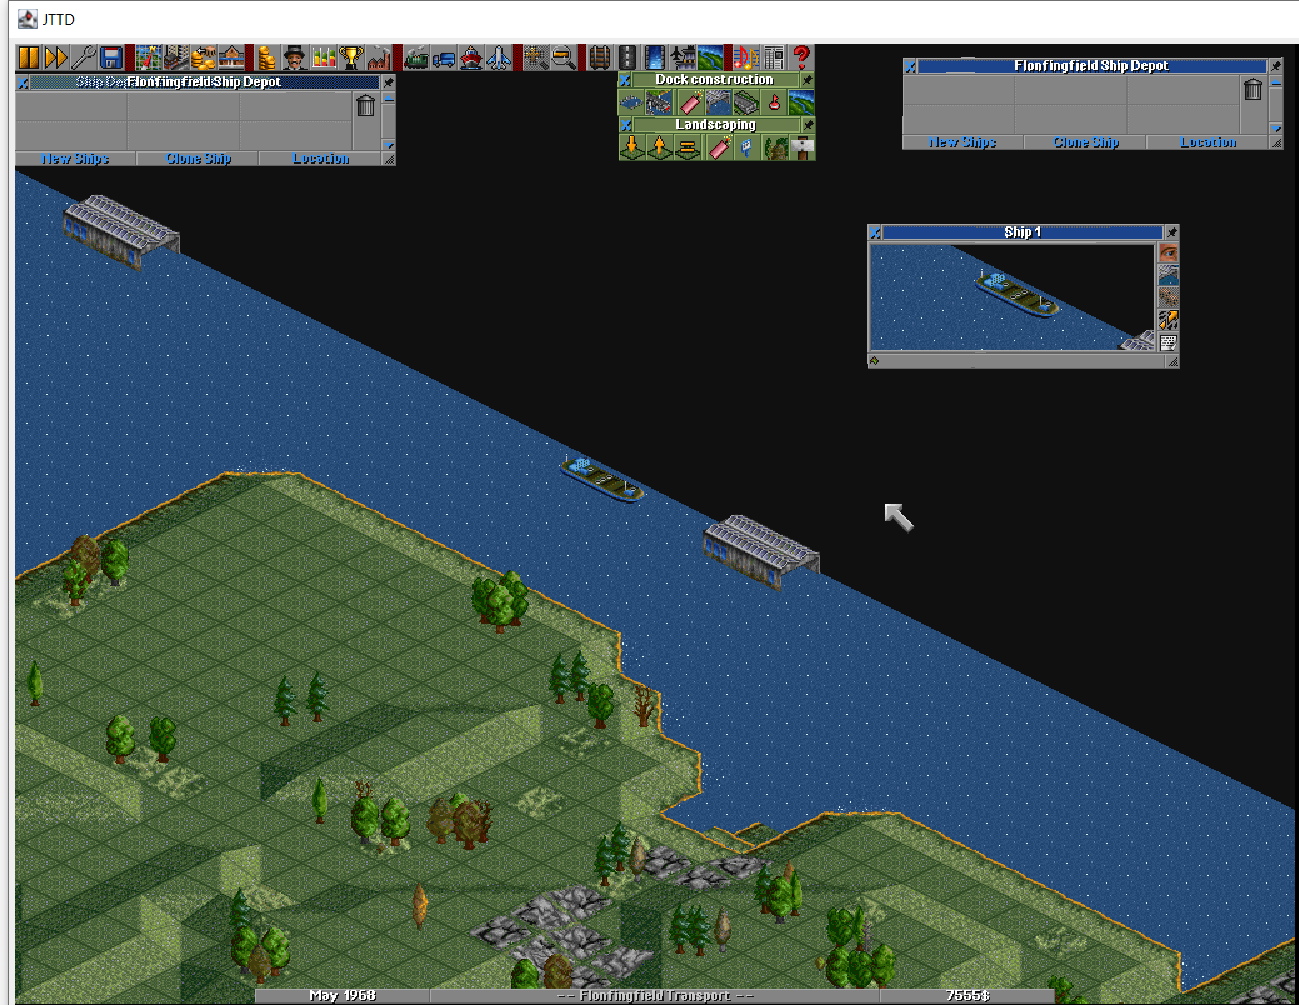 JTTD
Flonfingfield Ship Depot
New Ships Clone Ship Location
Dock construction
Landscaping
Flonfingfield Ship Depot
New Ships Clone Ship Location
Ship 1
May 1968 -- Flonfingfield Transport -- 7555$